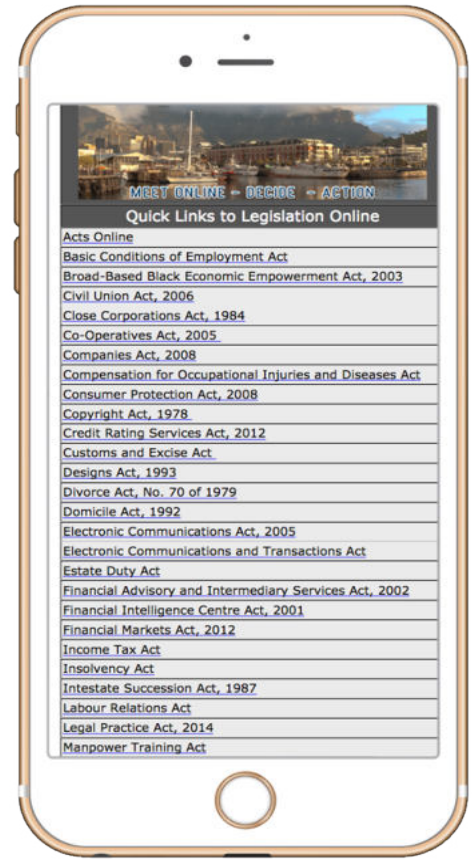 MEET ONLINE - DECIDE - ACTION
Quick Links to Legislation Online
Acts Online
Basic Conditions of Employment Act
Broad-Based Black Economic Empowerment Act, 2003
Civil Union Act, 2006
Close Corporations Act, 1984
Co-Operatives Act, 2005
Companies Act, 2008
Compensation for Occupational Injuries and Diseases Act
Consumer Protection Act, 2008
Copyright Act, 1978
Credit Rating Services Act, 2012
Customs and Excise Act
Designs Act, 1993
Divorce Act, No. 70 of 1979
Domicile Act, 1992
Electronic Communications Act, 2005
Electronic Communications and Transactions Act
Estate Duty Act
Financial Advisory and Intermediary Services Act, 2002
Financial Intelligence Centre Act, 2001
Financial Markets Act, 2012
Income Tax Act
Insolvency Act
Intestate Succession Act, 1987
Labour Relations Act
Legal Practice Act, 2014
Manpower Training Act